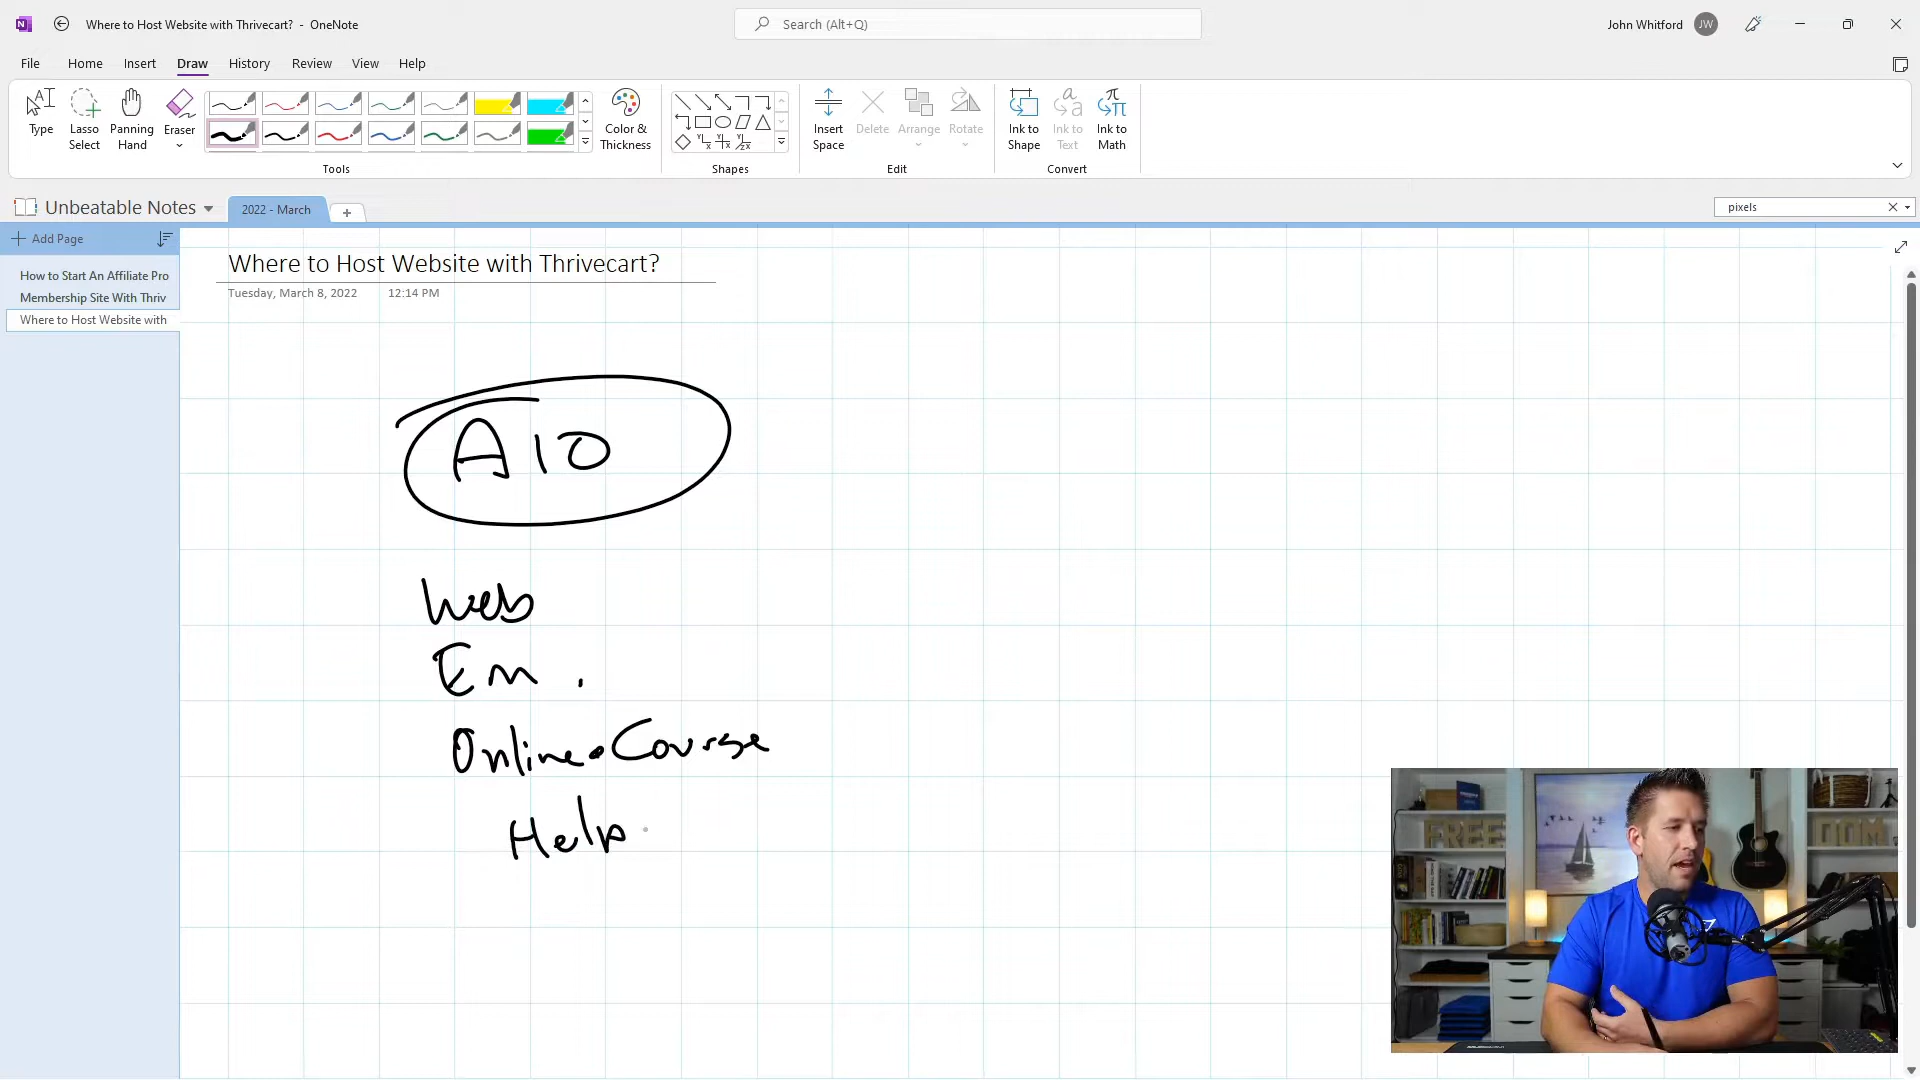 Where to Host Website with Thrivecart? - OneNote
Search (Alt+Q)
John Whitford
JW
File
Home
Insert
Draw
History
Review
View
Help
Type
Lasso Select
Panning Hand
Eraser
Color & Thickness
Insert Space
Delete
Arrange
Rotate
Ink to Shape
Ink to Text
Ink to Math
Tools
Shapes
Edit
Convert
Unbeatable Notes
2022 - March
pixels
Add Page
How to Start An Affiliate Pro
Membership Site With Thriv
Where to Host Website with
Where to Host Website with Thrivecart?
Tuesday, March 8, 2022
12:14 PM
A10
Web
Em .
Online Course
Help
FREE
DOM